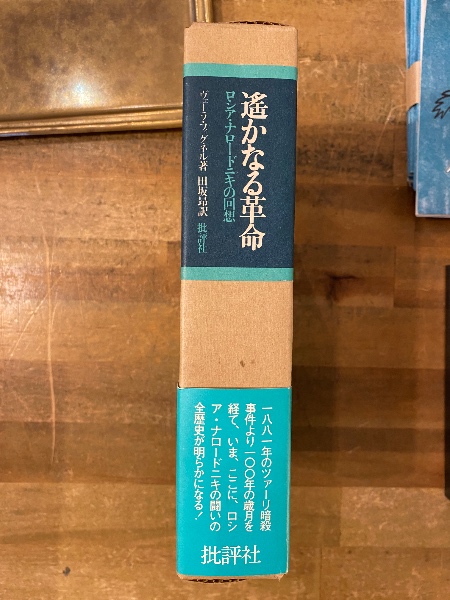 遙かなる革命
ロシア・ナロードニキの回想
ヴェーラ・フィグネル著 田坂昂訳 批評社
一八八一年のツァーリ暗殺
事件より一〇〇年の歳月を
経て、いま、ここに、ロシ
ア・ナロードニキの闘いの
全歴史が明らかになる！
批評社